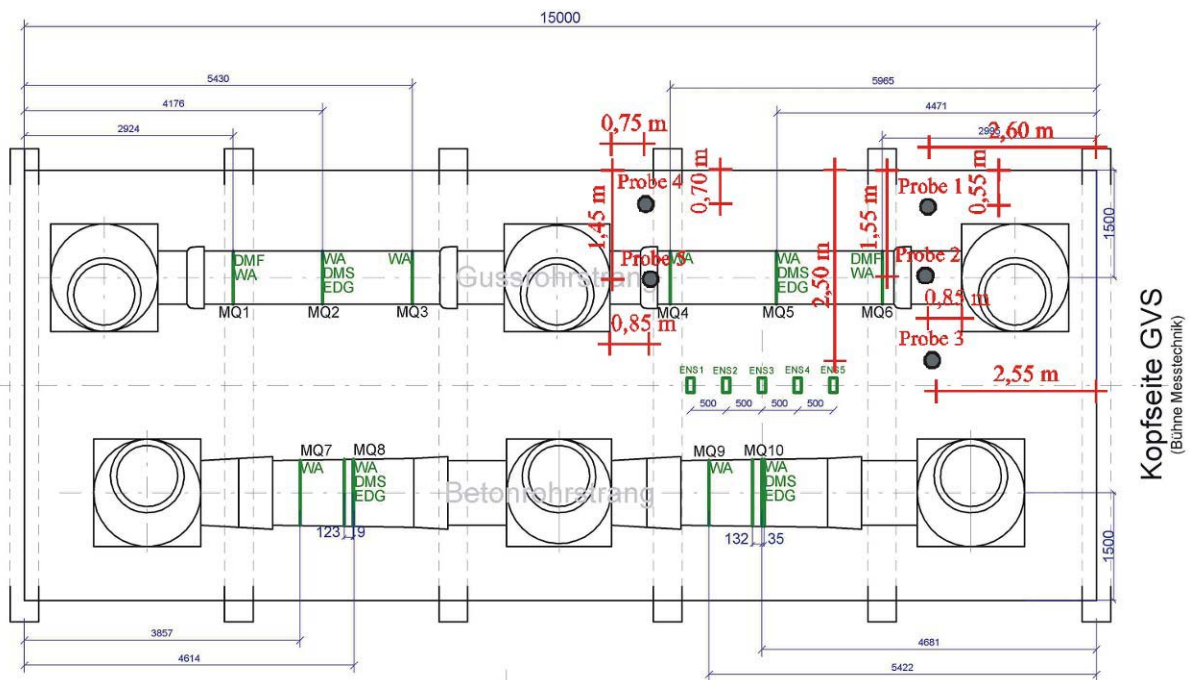 15000
5430
5965
4176
4471
2924
2995
0,75 m
2,60 m
Probe 4
0,70 m
Probe 1
0,55 m
1500
1,45 m
1,55 m
2,50 m
DMF
WA
WA
DMS
EDG
WA
Probe 5
WA
WA
DMS
EDG
DMF
WA
Probe 2
Gussrohrstrang
MQ1
MQ2
MQ3
MQ4
MQ5
MQ6
0,85 m
0,85 m
Probe 3
Kopfseite GVS
(Bühne Messtechnik)
ENS1
ENS2
ENS3
ENS4
ENS5
2,55 m
500
500
500
500
MQ7
MQ8
MQ9
MQ10
WA
WA
DMS
EDG
WA
WA
DMS
EDG
Betonrohrstrang
123
9
132
35
1500
3857
4681
4614
5422